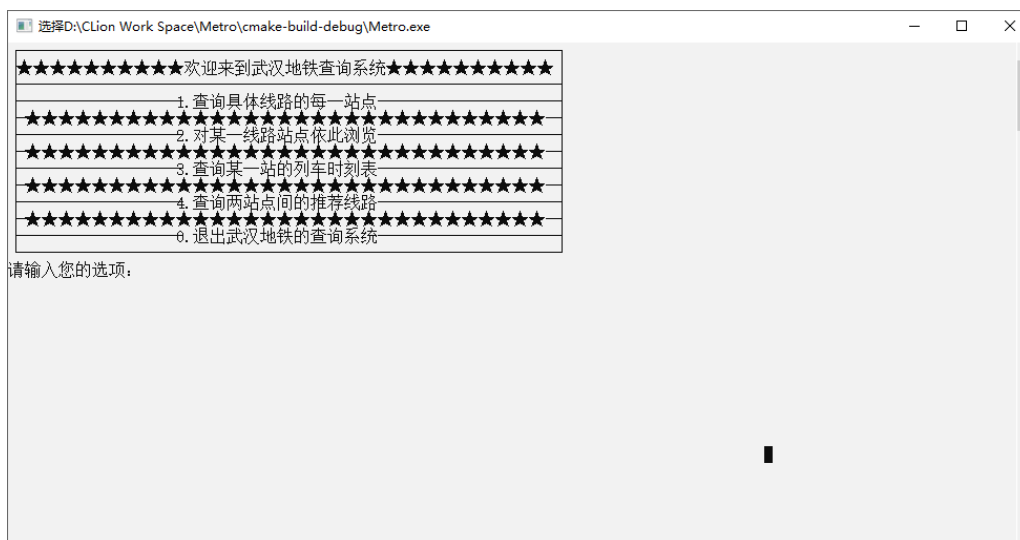 选择D:\CLion Work Space\Metro\cmake-build-debug\Metro.exe
★★★★★★★★★★欢迎来到武汉地铁查询系统★★★★★★★★★★
1.查询具体线路的每一站点
★★★★★★★★★★★★★★★★★★★★★★★★★★★★★★★
2.对某一线路站点依此浏览
★★★★★★★★★★★★★★★★★★★★★★★★★★★★★★★
3.查询某一站的列车时刻表
★★★★★★★★★★★★★★★★★★★★★★★★★★★★★★★
4.查询两站点间的推荐线路
★★★★★★★★★★★★★★★★★★★★★★★★★★★★★★★
0.退出武汉地铁的查询系统
请输入您的选项: